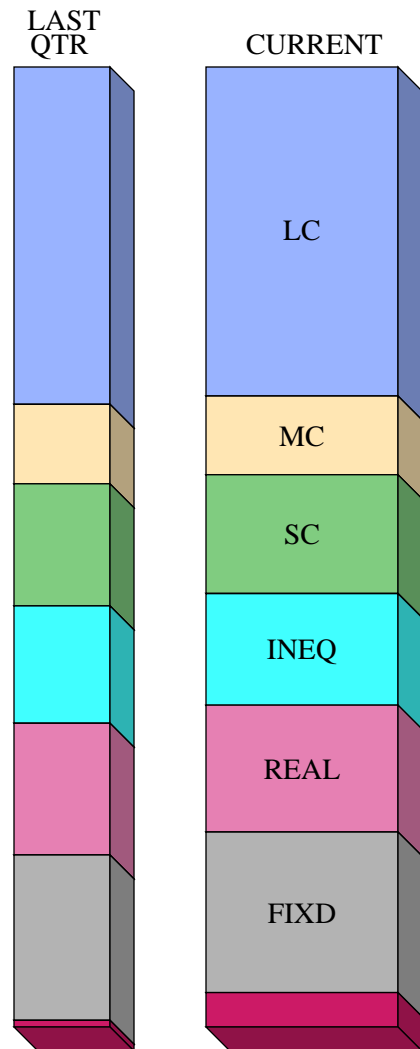 LAST
QTR
CURRENT
LC
MC
SC
INEQ
REAL
FIXD